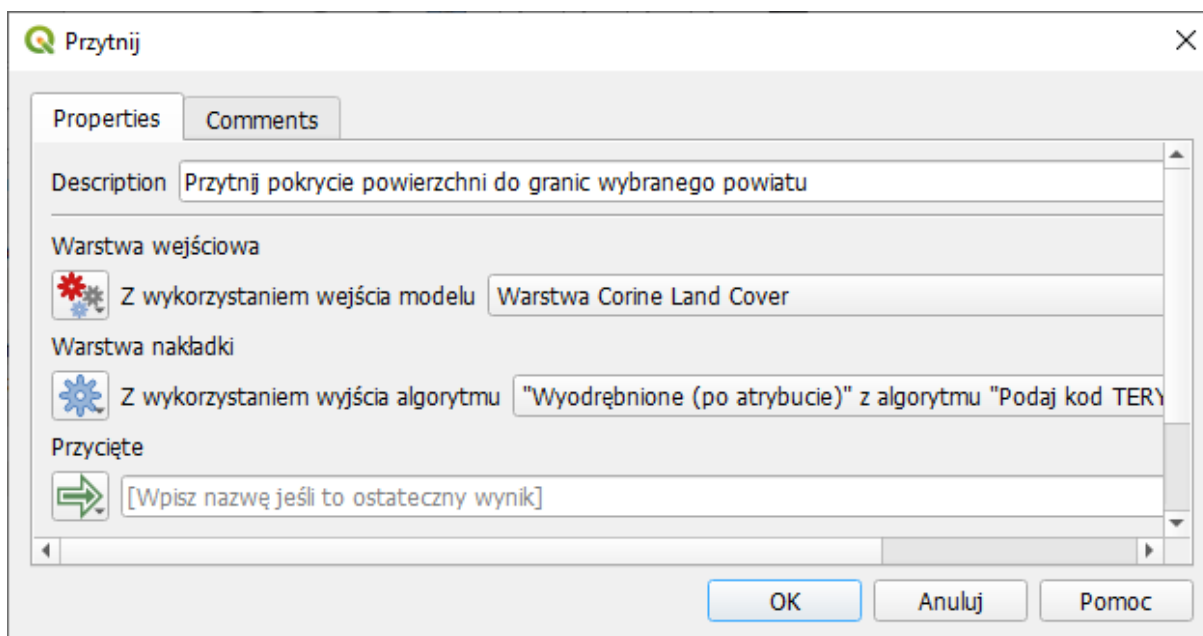 Przytnij
Properties Comments
Description Przytnij pokrycie powierzchni do granic wybranego powiatu
Warstwa wejściowa
Z wykorzystaniem wejścia modelu Warstwa Corine Land Cover
Warstwa nakładki
Z wykorzystaniem wyjścia algorytmu "Wyodrębnione (po atrybucie)" z algorytmu "Podaj kod TERY
Przycięte
[Wpisz nazwę jeśli to ostateczny wynik]
OK Anuluj Pomoc